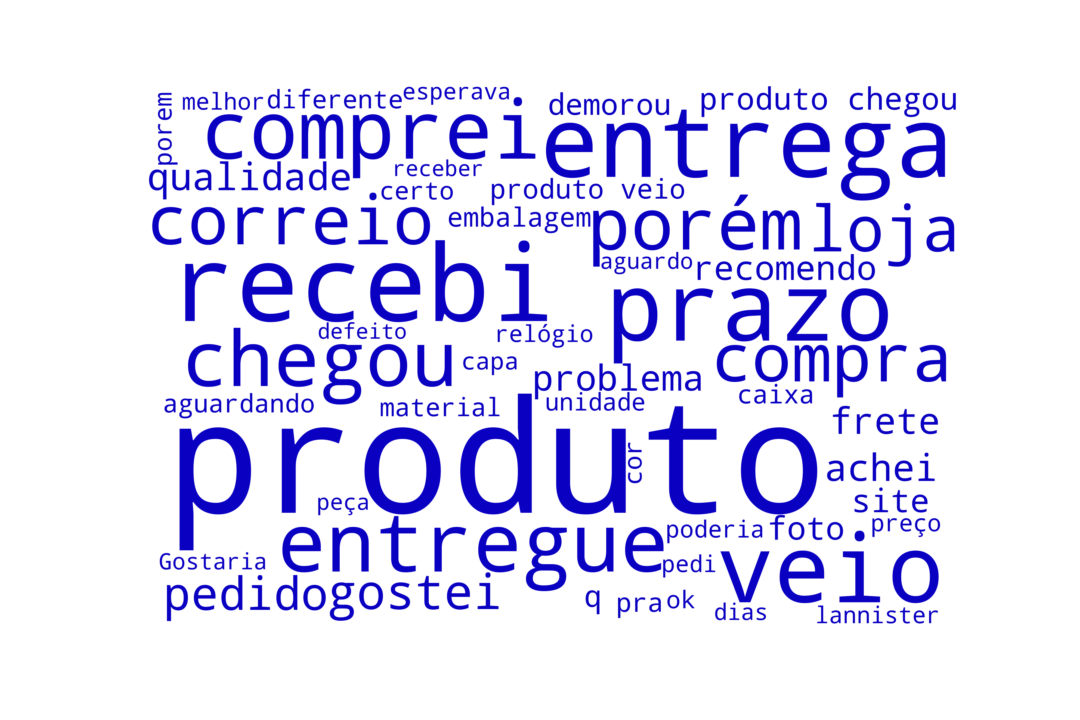 porem
melhor
diferente
esperava
comprei
demorou
produto chegou
entrega
qualidade
receber
certo
produto veio
correio
embalagem
porém
loja
recebi
aguardo
recomendo
prazo
defeito
relógio
chegou
capa
problema
compra
aguardando
material
unidade
caixa
frete
produto
cor
achei
site
peça
entregue
poderia
foto
preço
Gostaria
pedi
veio
pedido
gostei
q
pra
ok
dias
lannister